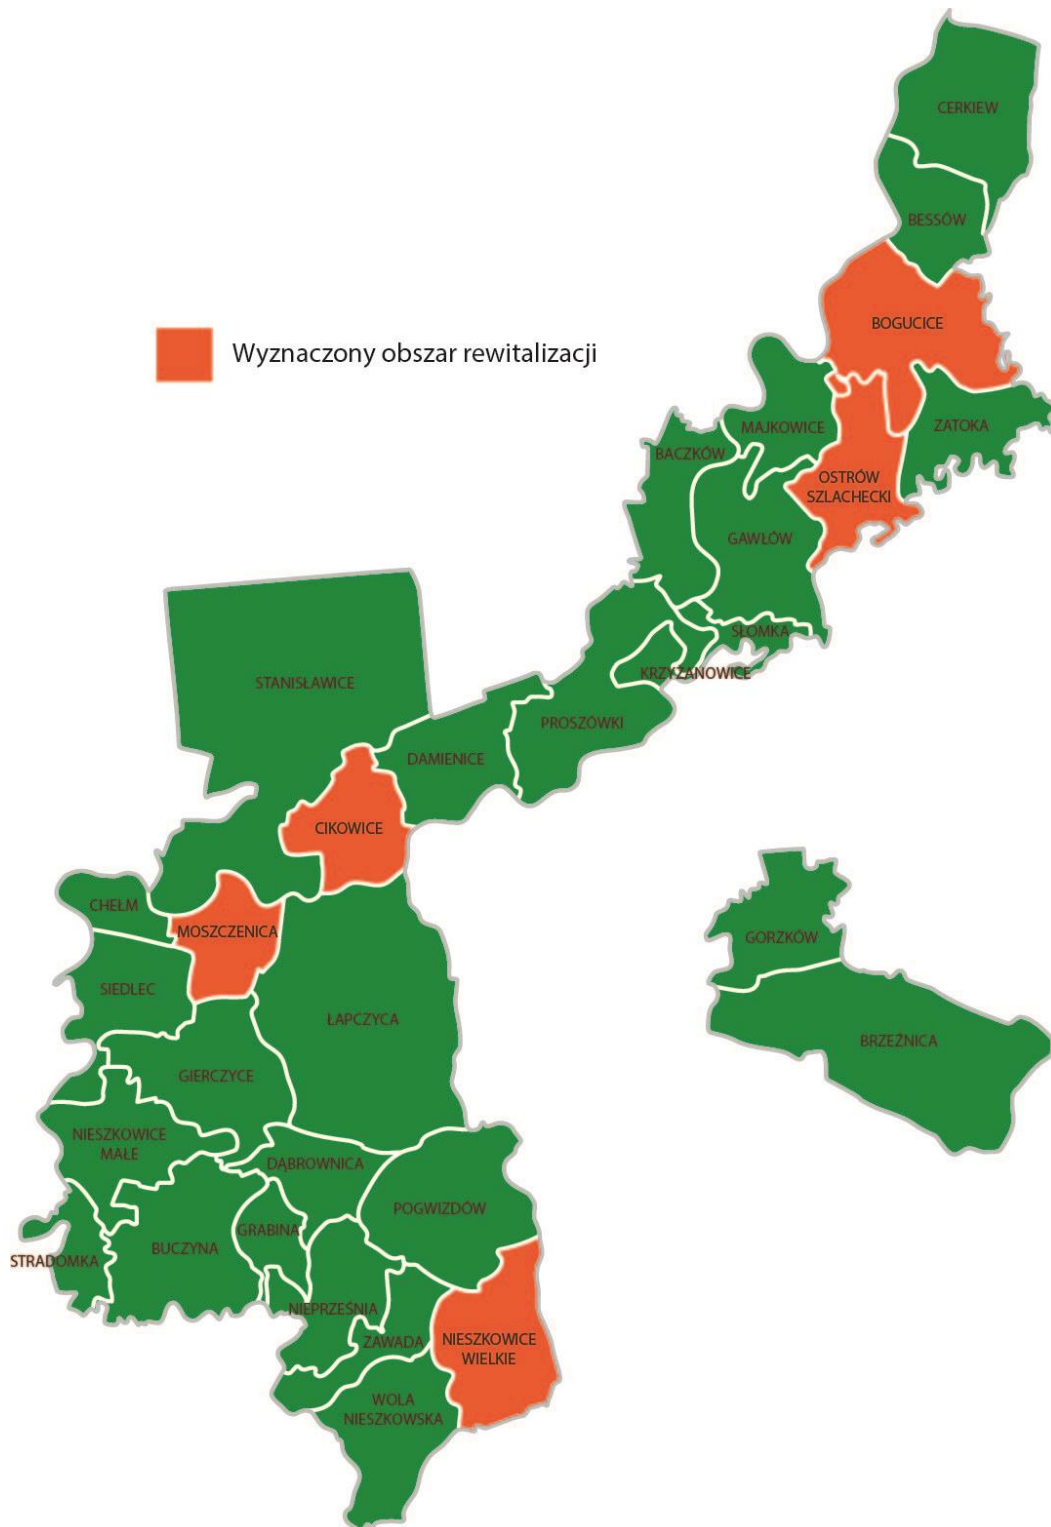 CERKIEW
BESSÓW
BOGUCICE
Wyznaczony obszar rewitalizacji
MAJKOWICE
ZATOKA
BACZKÓW
OSTRÓW
SZLACHECKI
GAWŁÓW
SŁOMKA
KRZYŻANOWICE
STANISŁAWICE
PROSZÓWKI
DAMIENICE
CIKOWICE
CHEŁM
MOSZCZENICA
GORZKÓW
SIEDLEC
ŁAPCZYCA
BRZEŹNICA
GIERCZYCE
NIESZKOWICE
MAŁE
DĄBROWNICA
POGWIZDÓW
GRABINA
BUCZYNA
STRADOMKA
NIEPRZEŚNIA
ZAWADA
NIESZKOWICE
WIELKIE
WOLA
NIESZKOWSKA